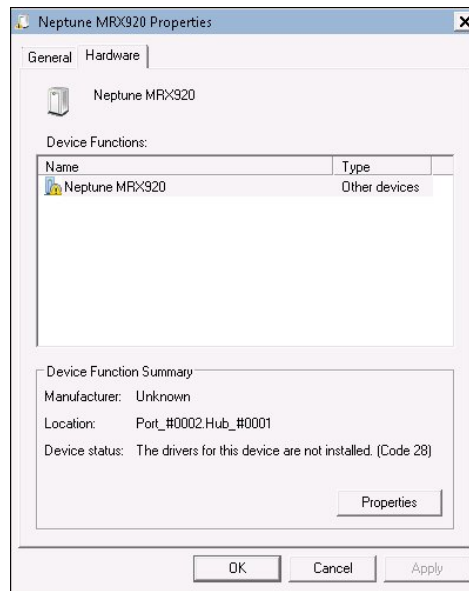 Neptune MRX920 Properties
General Hardware
Neptune MRX920
Device Functions:
Name Type
Neptune MRX920 Other devices
Device Function Summary
Manufacturer: Unknown
Location: Port_#0002.Hub_#0001
Device status: The drivers for this device are not installed. (Code 28)
Properties
OK Cancel Apply